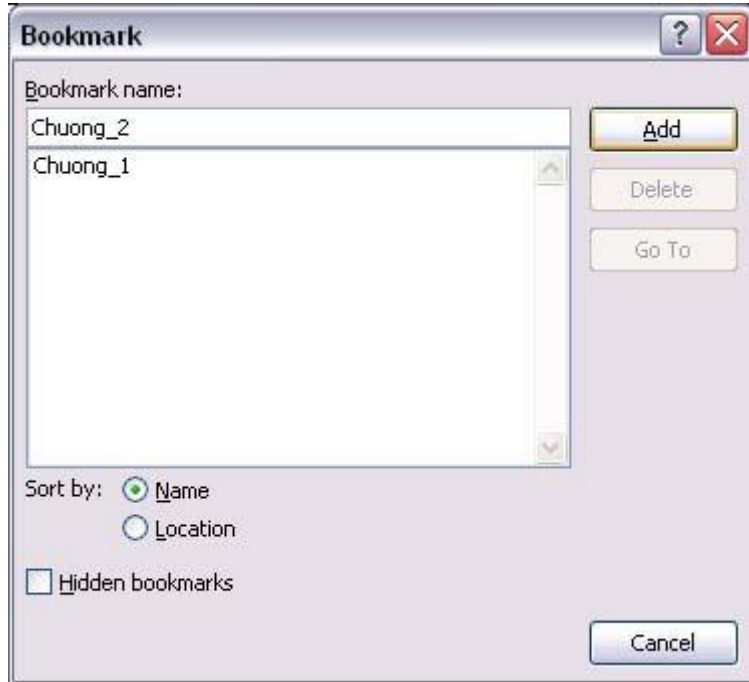 Bookmark
?
Bookmark name:
Chuong_2
Add
Chuong_1
Delete
Go To
Sort by:
Name
Location
Hidden bookmarks
Cancel